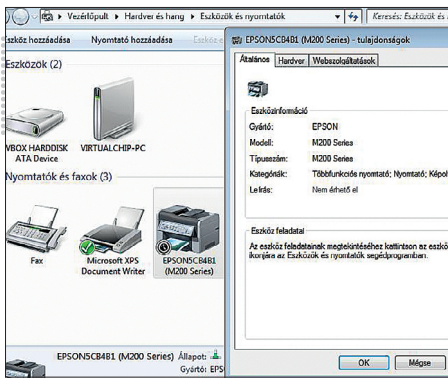 Vezérlőpult ▸ Hardver és hang ▸ Eszközök és nyomtatók
Keresés: Eszközök és
szköz hozzáadása Nyomtató hozzáadása
Eszközök (2)
VBOX HARDDISK
ATA Device
VIRTUALCHIP-PC
Nyomtatók és faxok (3)
Fax
Microsoft XPS
Document Writer
EPSON5CB4B1
(M200 Series)
EPSON5CB4B1 (M200 Series) Állapot:
Gyártó: EPS
EPSON5CB4B1 (M200 Series) - tulajdonságok
Általános Hardver Webszolgáltatások
Eszközinformáció
Gyártó: EPSON
Modell: M200 Series
Típusszám: M200 Series
Kategóriák: Többfunkciós nyomtató; Nyomtató; Képol
Leírás: Nem érhető el
Eszköz feladatai
Az eszköz feladatainak megtekintéséhez kattintson az eszkö
ikonjára az Eszközök és nyomtatók segédprogramban.
OK Mégse